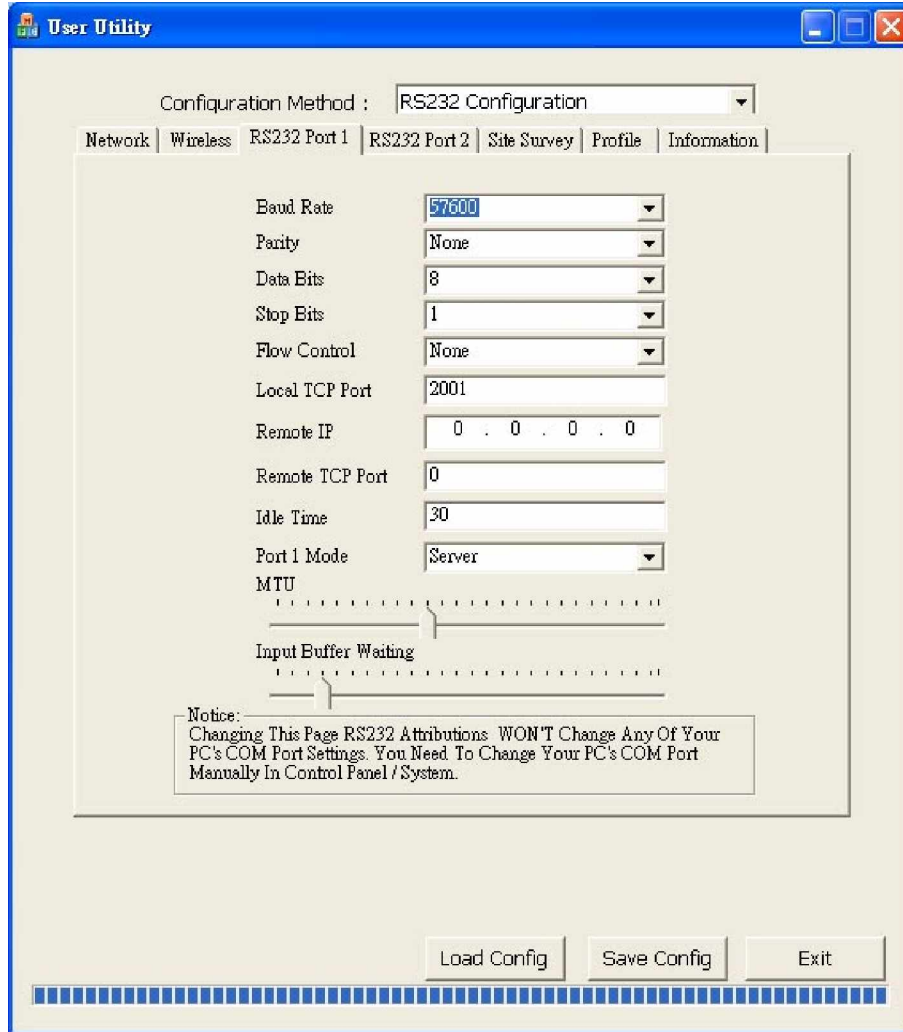 User Utility
Configuration Method : RS232 Configuration
Network Wireless RS232 Port 1 RS232 Port 2 Site Survey Profile Information
Baud Rate 57600
Parity None
Data Bits 8
Stop Bits 1
Flow Control None
Local TCP Port 2001
Remote IP 0 . 0 . 0 . 0
Remote TCP Port 0
Idle Time 30
Port 1 Mode Server
MTU
Input Buffer Waiting
Notice:
Changing This Page RS232 Attributions WON'T Change Any Of Your
PC's COM Port Settings. You Need To Change Your PC's COM Port
Manually In Control Panel / System.
Load Config Save Config Exit